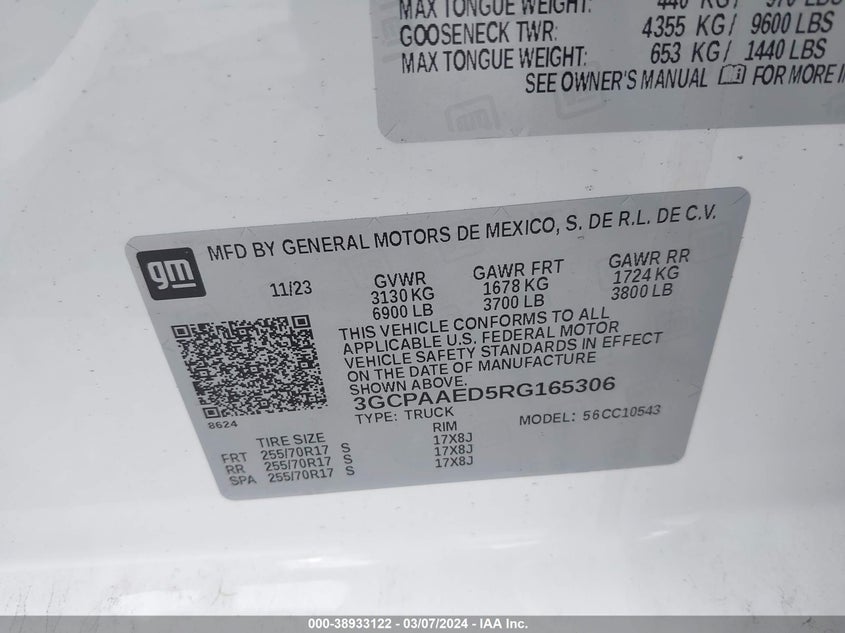 MAX TONGUE WEIGHT: 440 KG/ 970 LBS
GOOSENECK TWR: 4355 KG/ 9600 LBS
MAX TONGUE WEIGHT: 653 KG/ 1440 LBS
SEE OWNER'S MANUAL FOR MORE
gm
MFD BY GENERAL MOTORS DE MEXICO, S. DE R.L. DE C.V.
11/23 GVWR GAWR FRT GAWR RR
3130 KG 1678 KG 1724 KG
6900 LB 3700 LB 3800 LB
THIS VEHICLE CONFORMS TO ALL
APPLICABLE U.S. FEDERAL MOTOR
VEHICLE SAFETY STANDARDS IN EFFECT
ON THE DATE OF MANUFACTURE
SHOWN ABOVE.
3GCPAAED5RG165306
8624 TYPE: TRUCK MODEL: 56CC10543
TIRE SIZE RIM
FRT 255/70R17 S 17X8J
RR 255/70R17 S 17X8J
SPA 255/70R17 S 17X8J
000-38933122 - 03/07/2024 - IAA Inc.